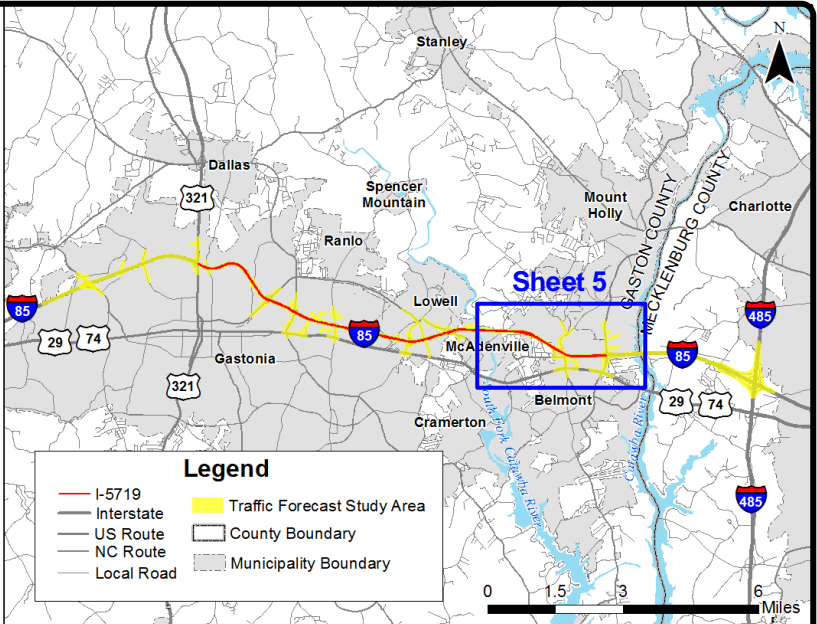 Stanley
N
Dallas
321
Spencer
Mountain
Mount
Holly
GASTON COUNTY
MECKLENBURG COUNTY
Charlotte
Ranlo
Sheet 5
Lowell
85
485
29 74
85
McAdenville
85
Gastonia
321
Belmont
29 74
Cramerton
South Fork Catawba River
Catawba River
485
Legend
I-5719
Interstate
US Route
NC Route
Local Road
Traffic Forecast Study Area
County Boundary
Municipality Boundary
0 1.5 3 6
Miles